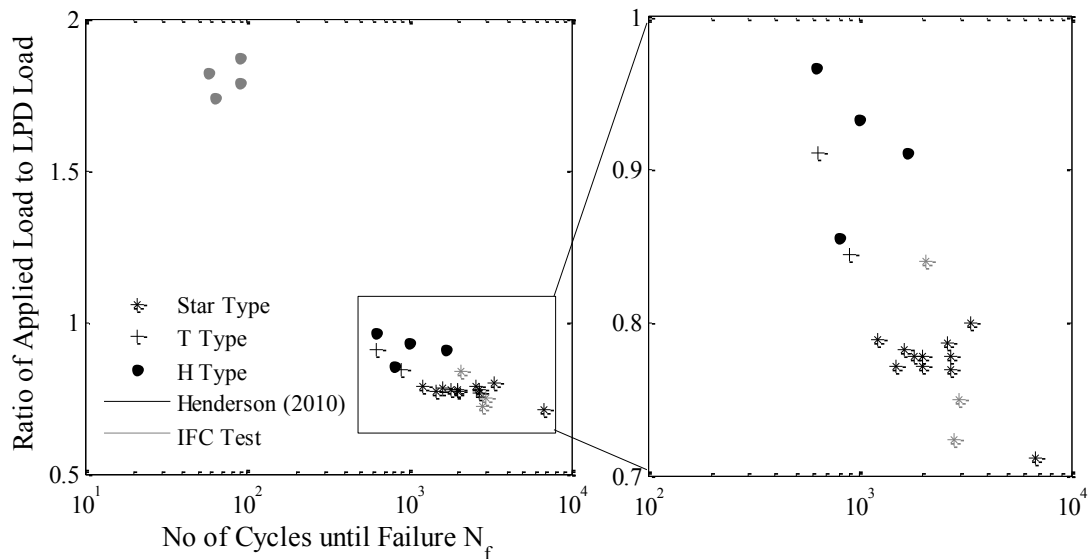 Ratio of Applied Load to LPD Load
2
1.5
1
0.5
10^1
10^2
10^3
10^4
No of Cycles until Failure N_f
Star Type
T Type
H Type
Henderson (2010)
IFC Test
1
0.9
0.8
0.7
10^2
10^3
10^4